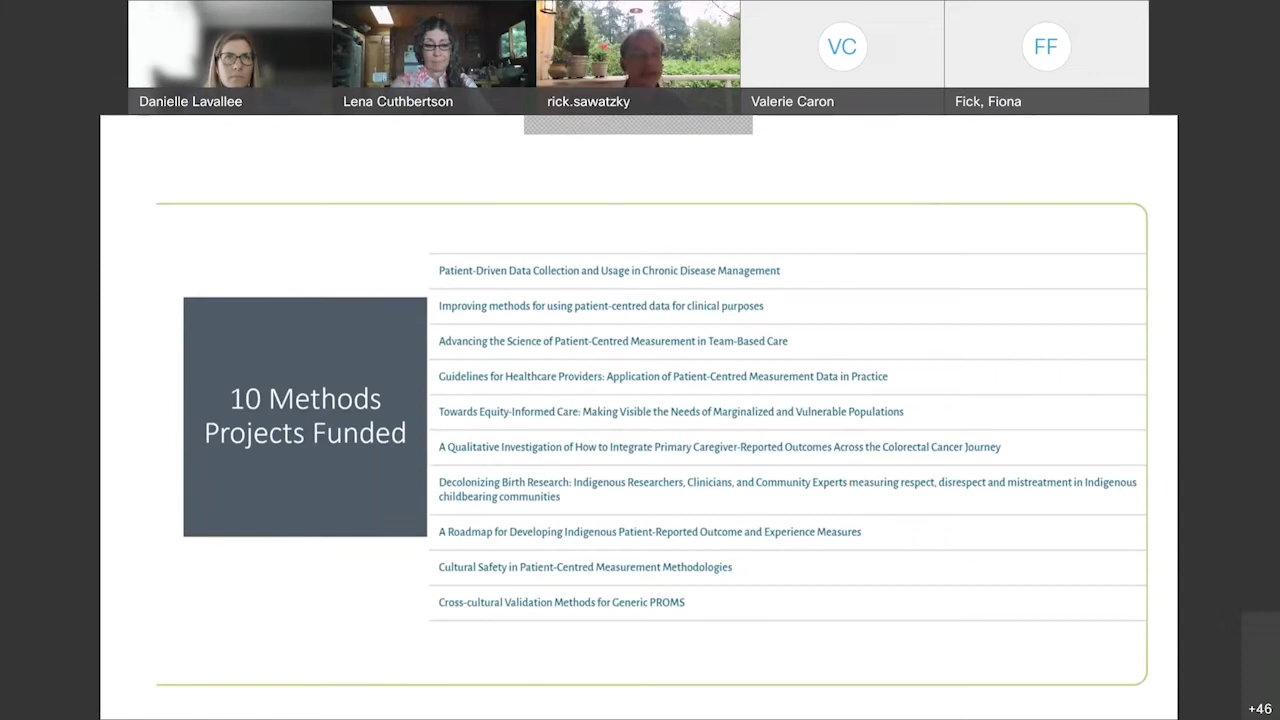 Danielle Lavallee
Lena Cuthbertson
rick.sawatzky
VC
Valerie Caron
FF
Fick, Fiona
10 Methods
Projects Funded
Patient-Driven Data Collection and Usage in Chronic Disease Management
Improving methods for using patient-centred data for clinical purposes
Advancing the Science of Patient-Centred Measurement in Team-Based Care
Guidelines for Healthcare Providers: Application of Patient-Centred Measurement Data in Practice
Towards Equity-Informed Care: Making Visible the Needs of Marginalized and Vulnerable Populations
A Qualitative Investigation of How to Integrate Primary Caregiver-Reported Outcomes Across the Colorectal Cancer Journey
Decolonizing Birth Research: Indigenous Researchers, Clinicians, and Community Experts measuring respect, disrespect and mistreatment in Indigenous
childbearing communities
A Roadmap for Developing Indigenous Patient-Reported Outcome and Experience Measures
Cultural Safety in Patient-Centred Measurement Methodologies
Cross-cultural Validation Methods for Generic PROMS
+46